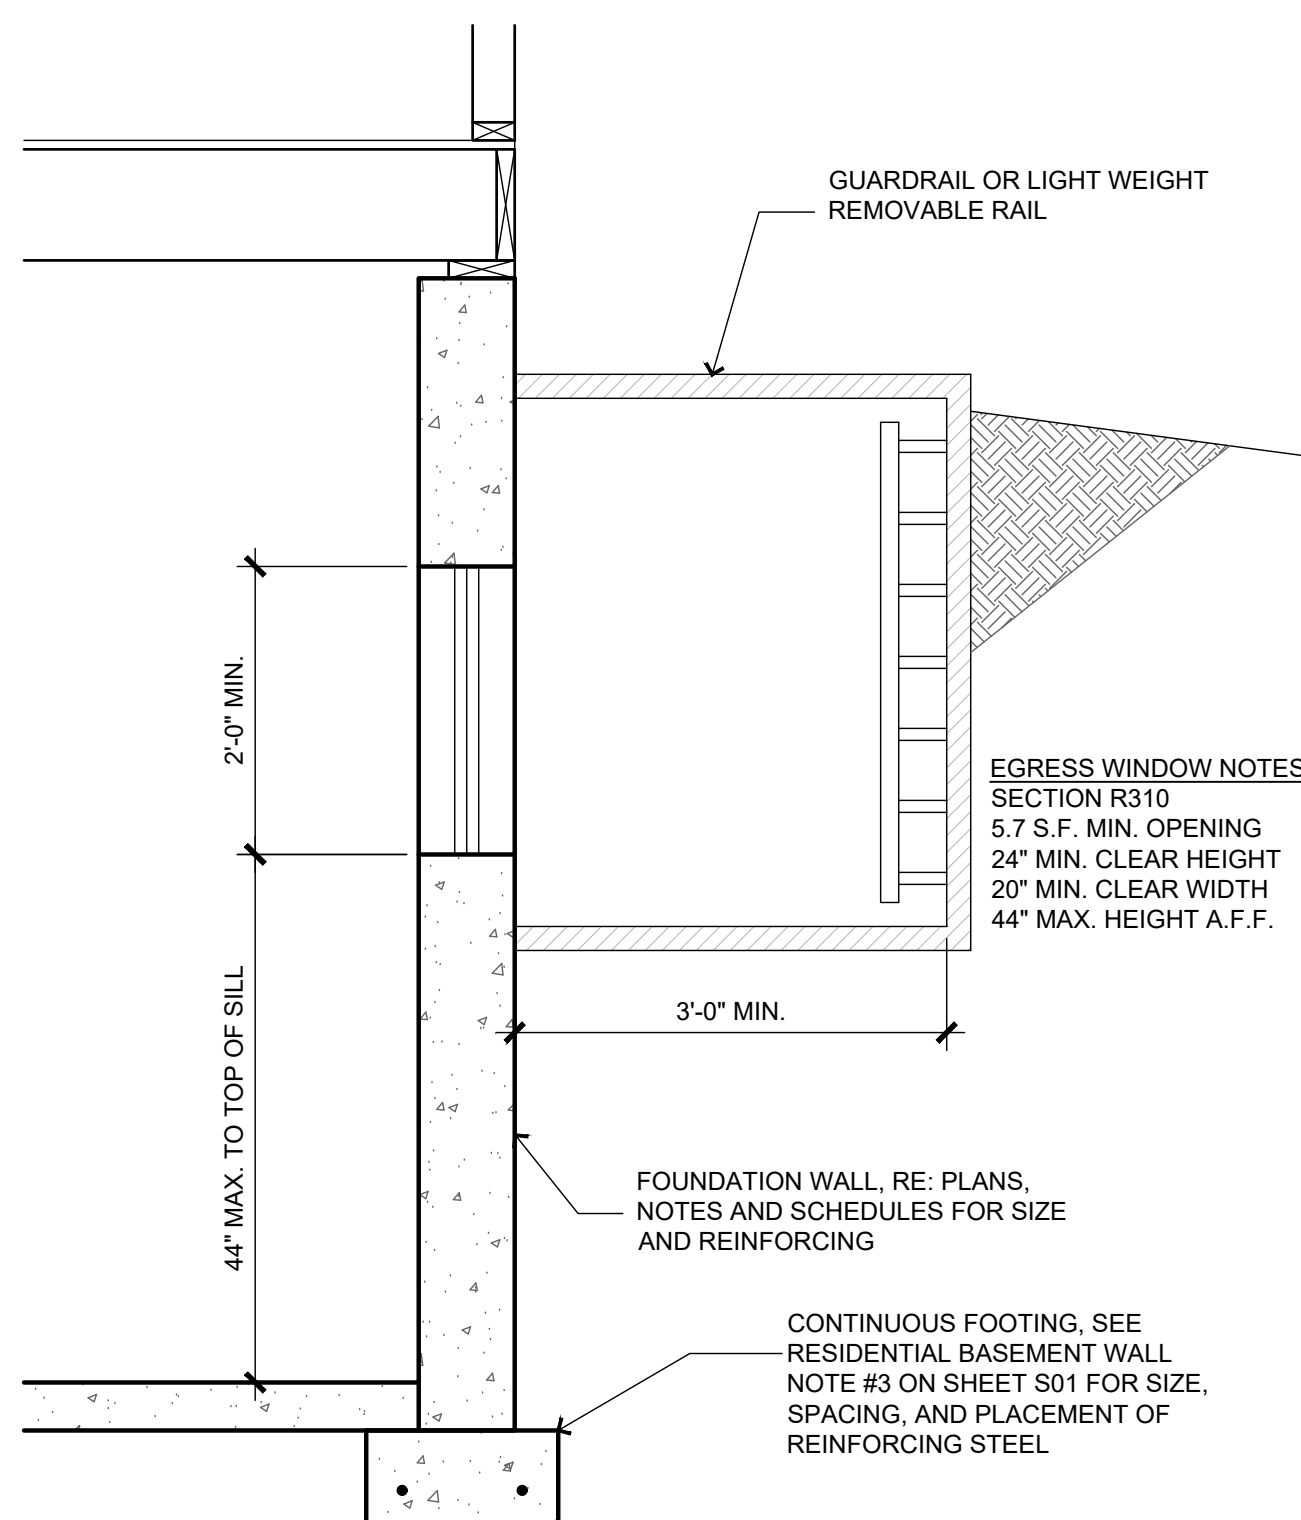 GUARDRAIL OR LIGHT WEIGHT
REMOVABLE RAIL
2'-0" MIN.
EGRESS WINDOW NOTES
SECTION R310
5.7 S.F. MIN. OPENING
24" MIN. CLEAR HEIGHT
20" MIN. CLEAR WIDTH
44" MAX. HEIGHT A.F.F.
3'-0" MIN.
44" MAX. TO TOP OF SILL
FOUNDATION WALL, RE: PLANS,
NOTES AND SCHEDULES FOR SIZE
AND REINFORCING
CONTINUOUS FOOTING, SEE
RESIDENTIAL BASEMENT WALL
NOTE #3 ON SHEET S01 FOR SIZE,
SPACING, AND PLACEMENT OF
REINFORCING STEEL